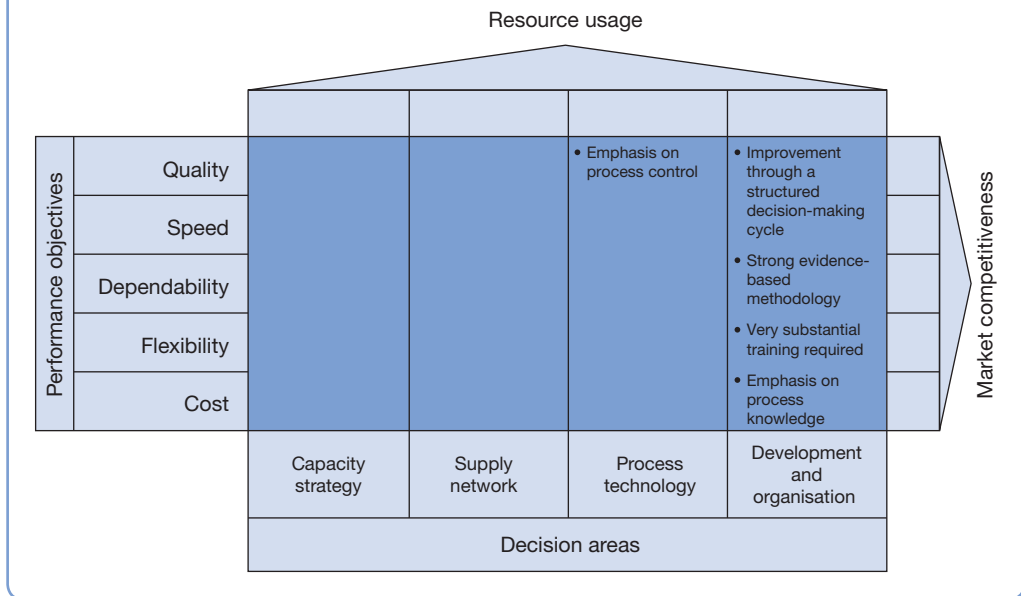 Resource usage
Performance objectives
Quality
Speed
Dependability
Flexibility
Cost
• Emphasis on
process control
• Improvement
through a
structured
decision-making
cycle
• Strong evidence-
based
methodology
• Very substantial
training required
• Emphasis on
process
knowledge
Market competitiveness
Capacity
strategy
Supply
network
Process
technology
Development
and
organisation
Decision areas